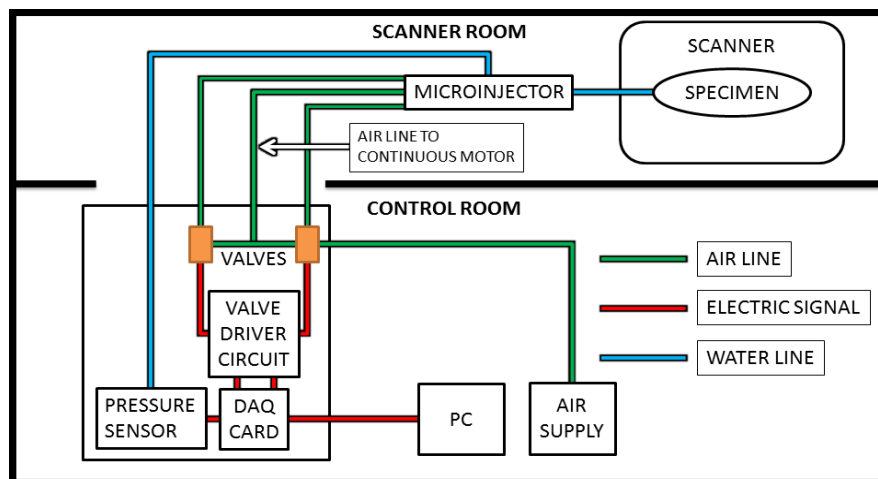 SCANNER ROOM
SCANNER
MICROINJECTOR
SPECIMEN
AIR LINE TO
CONTINUOUS MOTOR
CONTROL ROOM
VALVES
AIR LINE
VALVE
DRIVER
CIRCUIT
ELECTRIC SIGNAL
WATER LINE
PRESSURE
SENSOR
DAQ
CARD
PC
AIR
SUPPLY